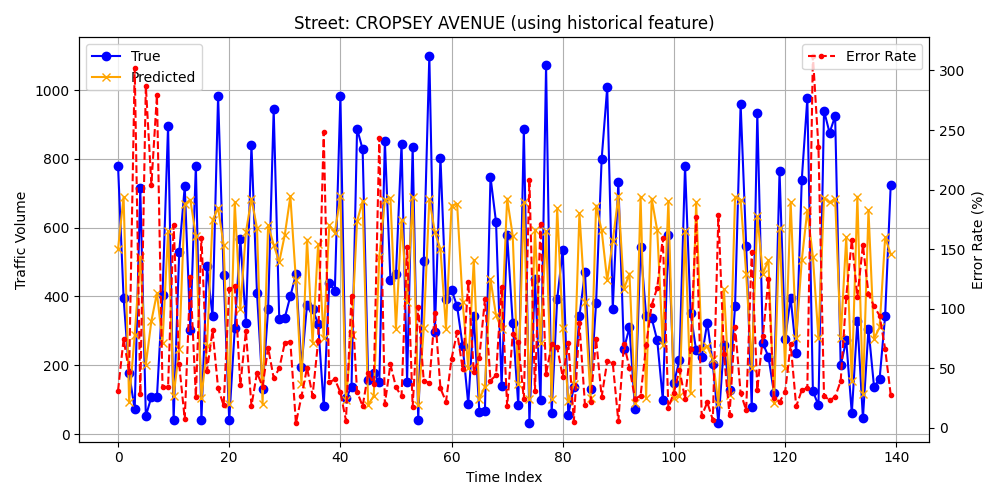 Street: CROPSEY AVENUE (using historical feature)
True
Predicted
Error Rate
Traffic Volume
1000
800
600
400
200
0
300
250
200
150
100
50
0
Error Rate (%)
0 20 40 60 80 100 120 140
Time Index